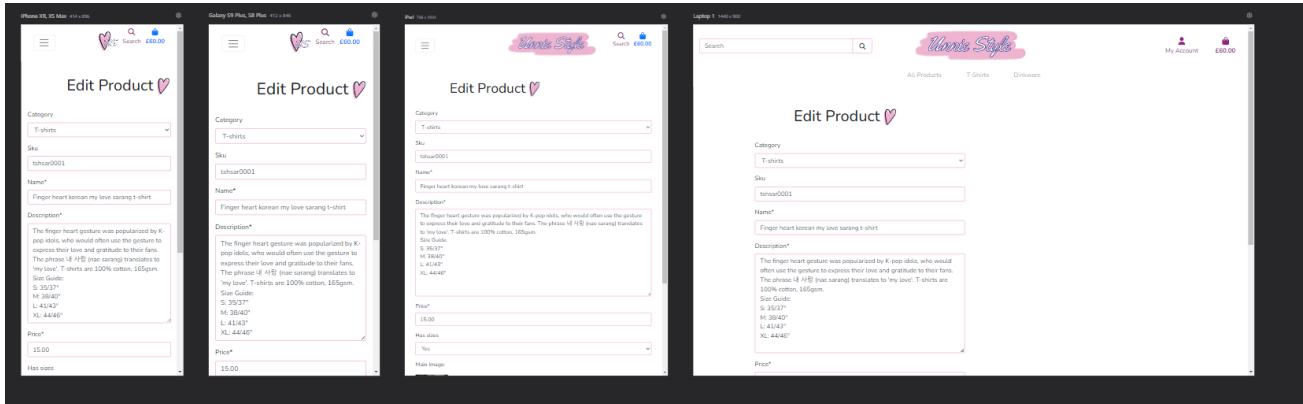 iPhone XR, XS Max 414 x 896
Search £60.00
Edit Product
Category
T-shirts
Sku
tshsar0001
Name*
Finger heart korean my love sarang t-shirt
Description*
The finger heart gesture was popularized by K-
pop idols, who would often use the gesture to
express their love and gratitude to their fans.
The phrase 내 사랑 (nae sarang) translates to
'my love'. T-shirts are 100% cotton, 165gsm.
Size Guide:
S: 35/37"
M: 38/40"
L: 41/43"
XL: 44/46"
Price*
15.00
Has sizes
Galaxy S9 Plus, S8 Plus 412 x 846
Search £60.00
Edit Product
Category
T-shirts
Sku
tshsar0001
Name*
Finger heart korean my love sarang t-shirt
Description*
The finger heart gesture was popularized by K-
pop idols, who would often use the gesture to
express their love and gratitude to their fans.
The phrase 내 사랑 (nae sarang) translates to
'my love'. T-shirts are 100% cotton, 165gsm.
Size Guide:
S: 35/37"
M: 38/40"
L: 41/43"
XL: 44/46"
Price*
15.00
iPad
Unnie Style
Search £60.00
Edit Product
Category
T-shirts
Sku
tshsar0001
Name*
Finger heart korean my love sarang t-shirt
Description*
The finger heart gesture was popularized by K-pop idols, who would often use the gesture
to express their love and gratitude to their fans. The phrase 내 사랑 (nae sarang) translates
to 'my love'. T-shirts are 100% cotton, 165gsm.
Size Guide:
S: 35/37"
M: 38/40"
L: 41/43"
XL: 44/46"
Price*
15.00
Has sizes
Yes
Main Image:
Laptop 1 1440 x 900
Search
Unnie Style
My Account £60.00
All Products T Shirts Drinkware
Edit Product
Category
T-shirts
Sku
tshsar0001
Name*
Finger heart korean my love sarang t-shirt
Description*
The finger heart gesture was popularized by K-pop idols, who would
often use the gesture to express their love and gratitude to their fans.
The phrase 내 사랑 (nae sarang) translates to 'my love'. T-shirts are
100% cotton, 165gsm.
Size Guide:
S: 35/37"
M: 38/40"
L: 41/43"
XL: 44/46"
Price*